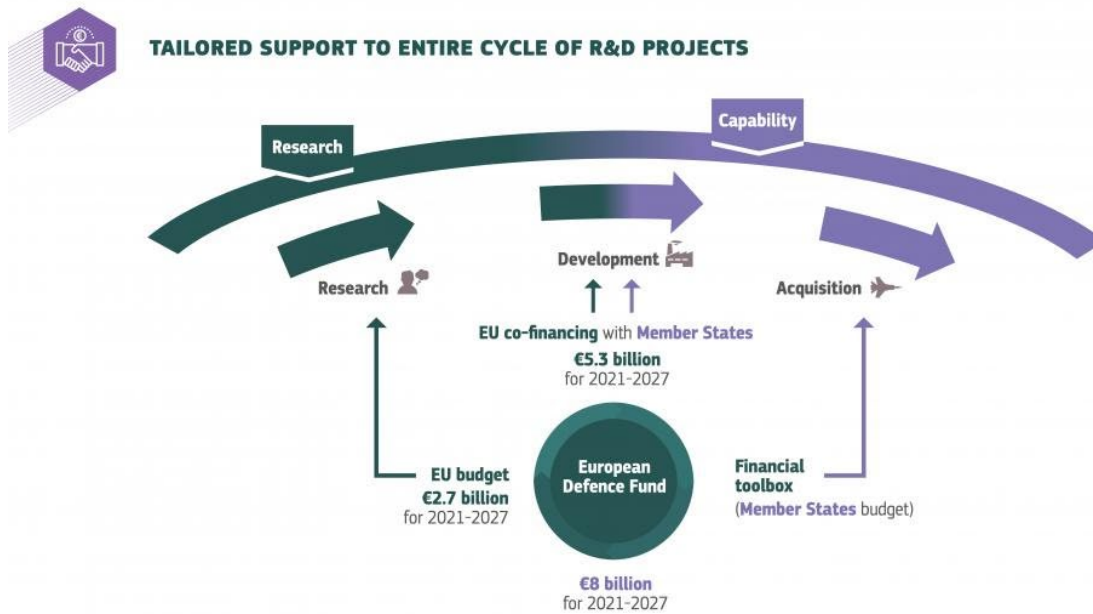 TAILORED SUPPORT TO ENTIRE CYCLE OF R&D PROJECTS
Research
Capability
Research
Development
Acquisition
EU co-financing with Member States
€5.3 billion
for 2021-2027
EU budget
€2.7 billion
for 2021-2027
European
Defence Fund
Financial
toolbox
(Member States budget)
€8 billion
for 2021-2027